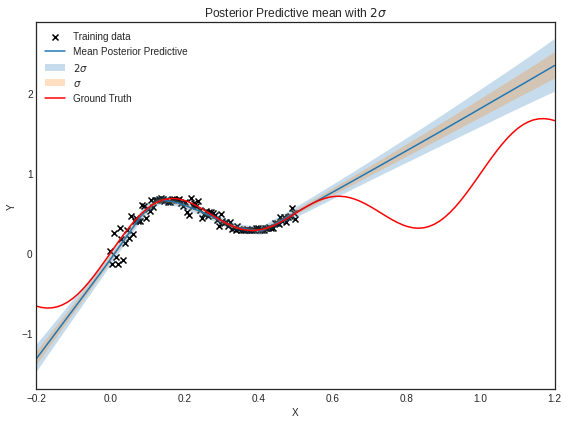 Posterior Predictive mean with 2σ
Training data
Mean Posterior Predictive
2σ
σ
Ground Truth
Y
2
1
0
−1
−0.2 0.0 0.2 0.4 0.6 0.8 1.0 1.2
X